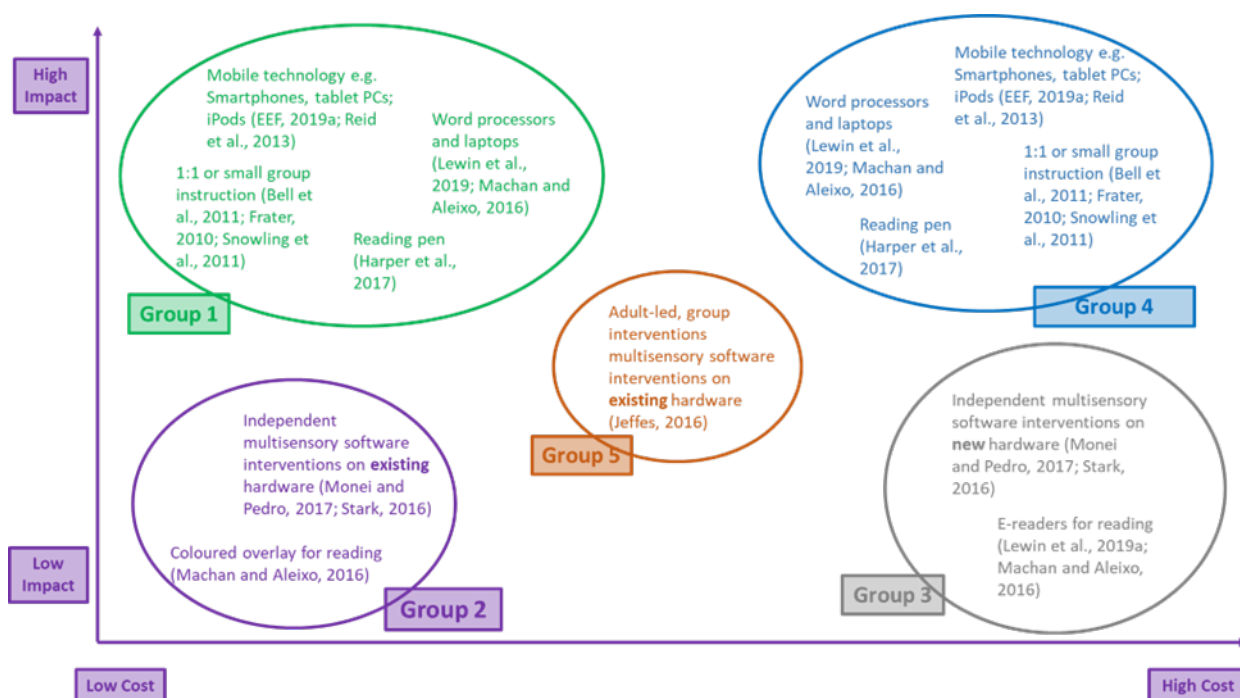 High
Impact
Mobile technology e.g.
Smartphones, tablet PCs;
iPods (EEF, 2019a; Reid
et al., 2013)
Word processors
and laptops
(Lewin et al.,
2019; Machan and
Aleixo, 2016)
1:1 or small group
instruction (Bell et
al., 2011; Frater,
2010; Snowling et
al., 2011)
Reading pen
(Harper et al.,
2017)
Group 1
Mobile technology e.g.
Smartphones, tablet PCs;
iPods (EEF, 2019a; Reid
et al., 2013)
Word processors
and laptops
(Lewin et al.,
2019; Machan and
Aleixo, 2016)
1:1 or small group
instruction (Bell et
al., 2011; Frater,
2010; Snowling et
al., 2011)
Reading pen
(Harper et al.,
2017)
Group 4
Adult-led, group
interventions
multisensory software
interventions on
existing hardware
(Jeffes, 2016)
Group 5
Independent
multisensory software
interventions on existing
hardware (Monei and
Pedro, 2017; Stark, 2016)
Coloured overlay for reading
(Machan and Aleixo, 2016)
Group 2
Independent multisensory
software interventions on
new hardware (Monei
and Pedro, 2017; Stark,
2016)
E-readers for reading
(Lewin et al., 2019a;
Machan and Aleixo,
2016)
Group 3
Low
Impact
Low Cost
High Cost